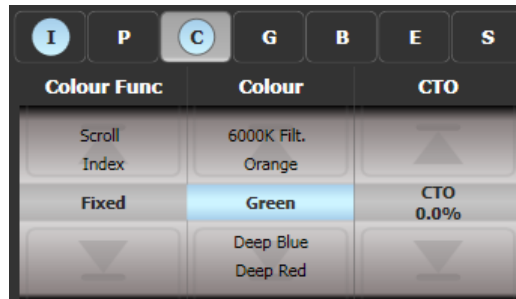 I P C G B E S
Colour Func Colour CTO
Scroll 6000K Filt.
Index Orange
Fixed Green CTO
0.0%
Deep Blue
Deep Red